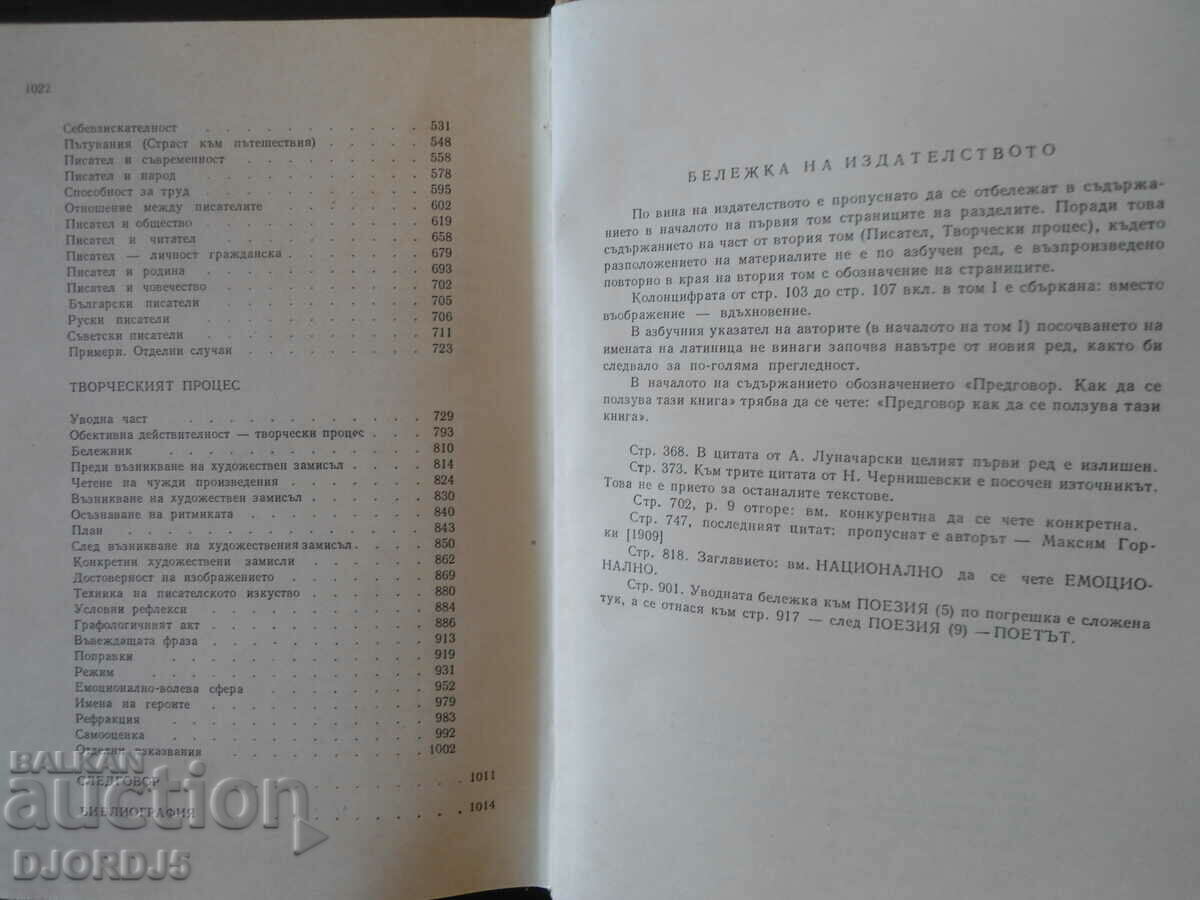 1022
Себевзискателност . . . . . . . . . . . 531
Пътувания (Страст към пътешествия) . . . . 548
Писател и съвременност . . . . . . . . . 558
Писател и народ . . . . . . . . . . . 578
Способност за труд . . . . . . . . . . 595
Отношение между писателите . . . . . . . 602
Писател и общество . . . . . . . . . . 619
Писател и читател . . . . . . . . . . 658
Писател — личност гражданска . . . . . . . 679
Писател и родина . . . . . . . . . . 693
Писател и човечество . . . . . . . . . 702
Български писатели . . . . . . . . . . 705
Руски писатели . . . . . . . . . . . 706
Съветски писатели . . . . . . . . . . 711
Примери. Отделни случаи . . . . . . . . 723
ТВОРЧЕСКИЯТ ПРОЦЕС
Уводна част . . . . . . . . . . . . 729
Обективна действителност — творчески процес . . . 793
Бележник . . . . . . . . . . . . 810
Преди възникване на художествен замисъл . . . . 814
Четене на чужди произведения . . . . . . . 824
Възникване на художествен замисъл . . . . . . 830
Осъзнаване на ритмиката . . . . . . . . 840
План . . . . . . . . . . . . . 843
След възникване на художествения замисъл . . . . 850
Конкретни художествени замисли . . . . . . 862
Достоверност на изображението . . . . . . . 869
Техника на писателското изкуство . . . . . . 880
Условни рефлекси . . . . . . . . . . 884
Графологичният акт . . . . . . . . . . 886
Въвеждащата фраза . . . . . . . . . . 913
Поправки . . . . . . . . . . . . 919
Режим . . . . . . . . . . . . . 931
Емоционално-волева сфера . . . . . . . . 952
Имена на героите . . . . . . . . . . 979
Рефракция . . . . . . . . . . . . 983
Самооценка . . . . . . . . . . . . 992
Отделни изказвания . . . . . . . . . . 1002
СЛЕДГОВОР . . . . . . . . . . . . 1011
БИБЛИОГРАФИЯ . . . . . . . . . . . 1014
БЕЛЕЖКА НА ИЗДАТЕЛСТВОТО
По вина на издателството е пропуснато да се отбележат в съдържа-
нието в началото на първия том страниците на разделите. Поради това
съдържанието на част от втория том (Писател, Творчески процес), където
разположението на материалите не е по азбучен ред, е възпроизведено
повторно в края на втория том с обозначение на страниците.
Колонцифрата от стр. 103 до стр. 107 вкл. в том I е сбъркана: вместо
въображение — вдъхновение.
В азбучния указател на авторите (в началото на том I) посочването на
имената на латиница не винаги започва навътре от новия ред, както би
следвало за по-голяма прегледност.
В началото на съдържанието обозначението «Предговор. Как да се
ползува тази книга» трябва да се чете: «Предговор как да се ползува тази
книга».
Стр. 368. В цитата от А. Луначарски целият първи ред е излишен.
Стр. 373. Към трите цитата от Н. Чернишевски е посочен източникът.
Това не е прието за останалите текстове.
Стр. 702, р. 9 отгоре: вм. конкурентна да се чете конкретна.
Стр. 747, последният цитат: пропуснат е авторът — Максим Гор-
ки [1909]
Стр. 818. Заглавието: вм. НАЦИОНАЛНО да се чете ЕМОЦИО-
НАЛНО.
Стр. 901. Уводната бележка към ПОЕЗИЯ (5) по погрешка е сложена
тук, а се отнася към стр. 917 — след ПОЕЗИЯ (9) — ПОЕТЪТ.
BALKAN
auction
DJORDJ5